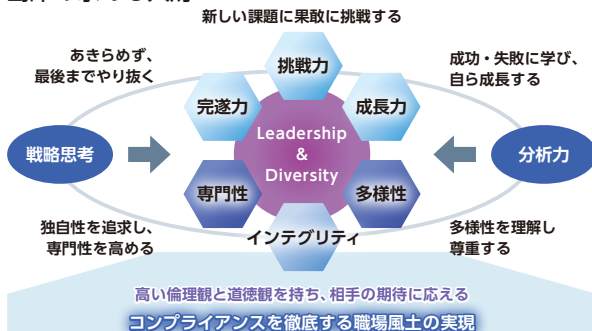 新しい課題に果敢に挑戦する
あきらめず、
最後までやり抜く
挑戦力
成功・失敗に学び、
自ら成長する
完遂力
成長力
Leadership
&
Diversity
戦略思考
分析力
専門性
多様性
独自性を追求し、
専門性を高める
インテグリティ
多様性を理解し
尊重する
高い倫理観と道徳観を持ち、相手の期待に応える
コンプライアンスを徹底する職場風土の実現